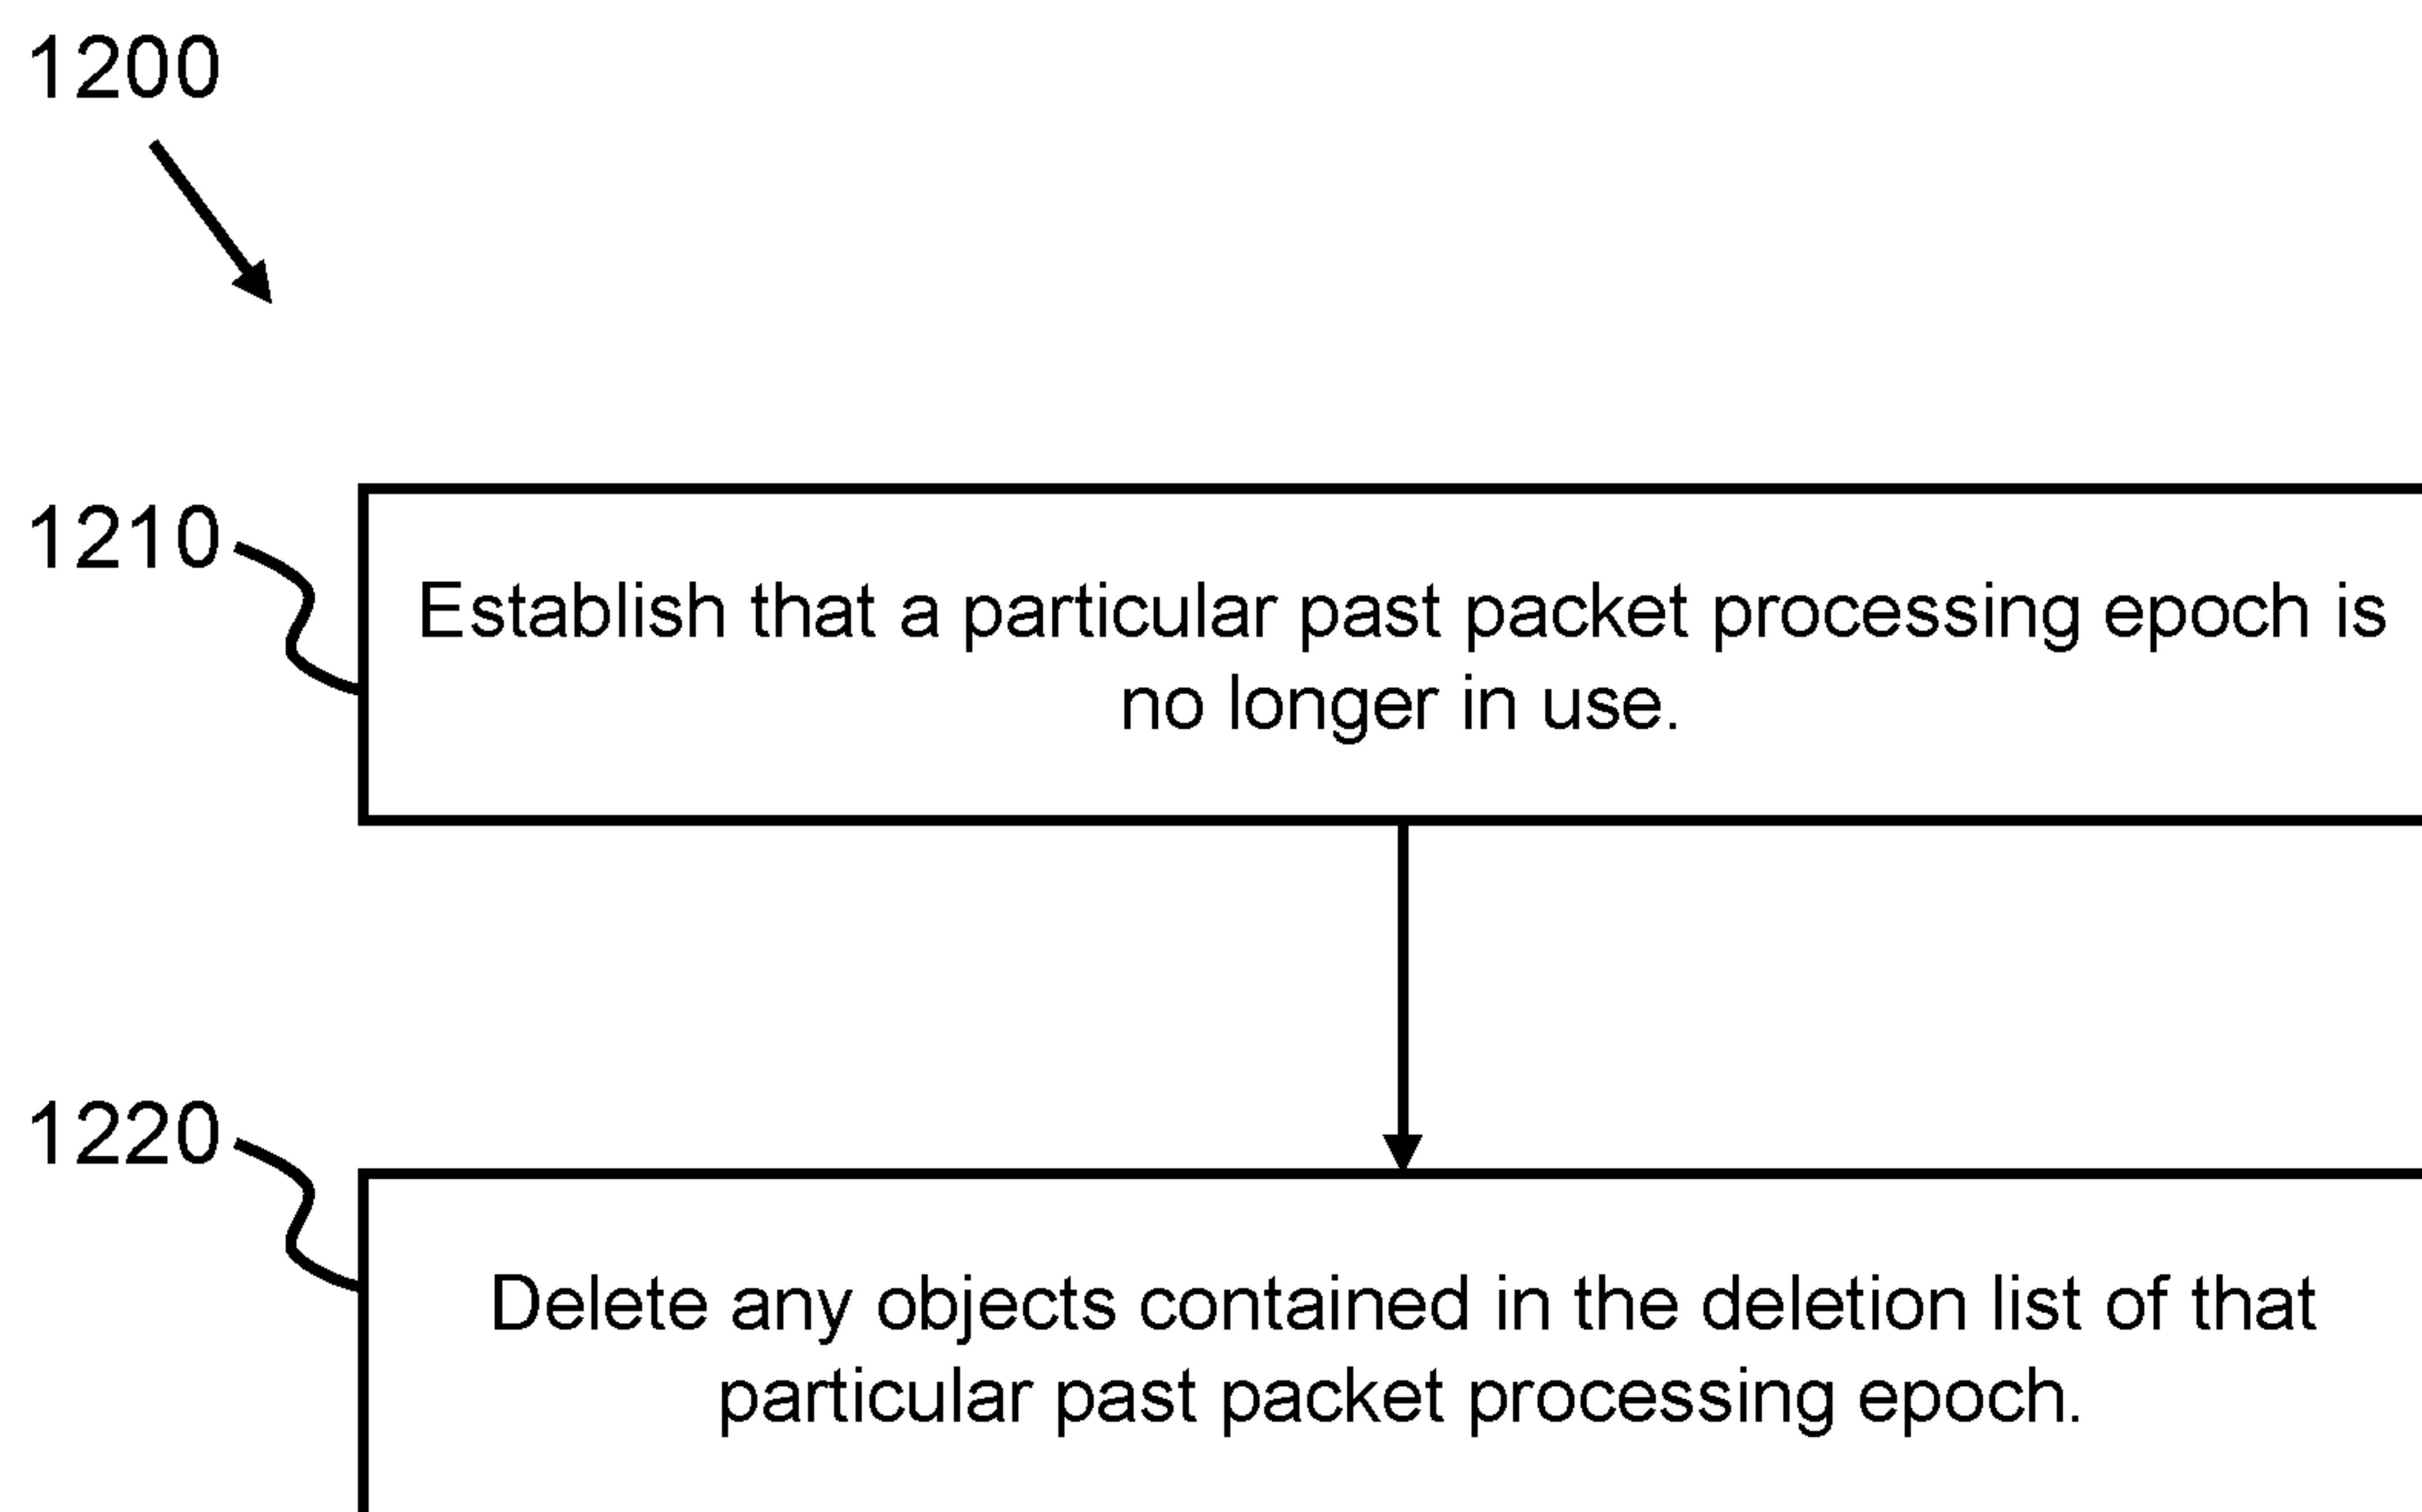 1200
1210
Establish that a particular past packet processing epoch is
no longer in use.
1220
Delete any objects contained in the deletion list of that
particular past packet processing epoch.